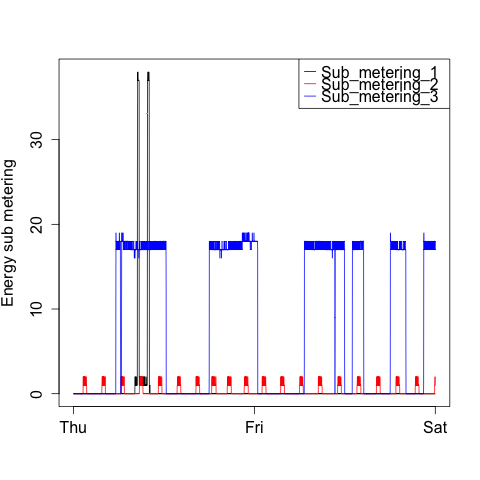 Sub_metering_1
Sub_metering_2
Sub_metering_3
Energy sub metering
30
20
10
0
Thu Fri Sat